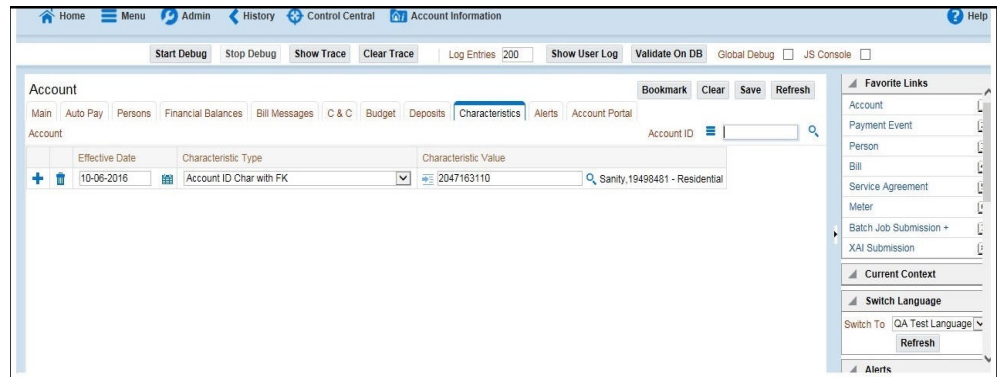 Home Menu Admin History Control Central Account Information Help
Start Debug Stop Debug Show Trace Clear Trace Log Entries 200 Show User Log Validate On DB Global Debug JS Console
Account Bookmark Clear Save Refresh
Main Auto Pay Persons Financial Balances Bill Messages C & C Budget Deposits Characteristics Alerts Account Portal
Account Account ID
Effective Date Characteristic Type Characteristic Value
10-06-2016 Account ID Char with FK 2047163110 Sanity,19498481 - Residential
Favorite Links
Account
Payment Event
Person
Bill
Service Agreement
Meter
Batch Job Submission +
XAI Submission
Current Context
Switch Language
Switch To QA Test Language
Refresh
Alerts